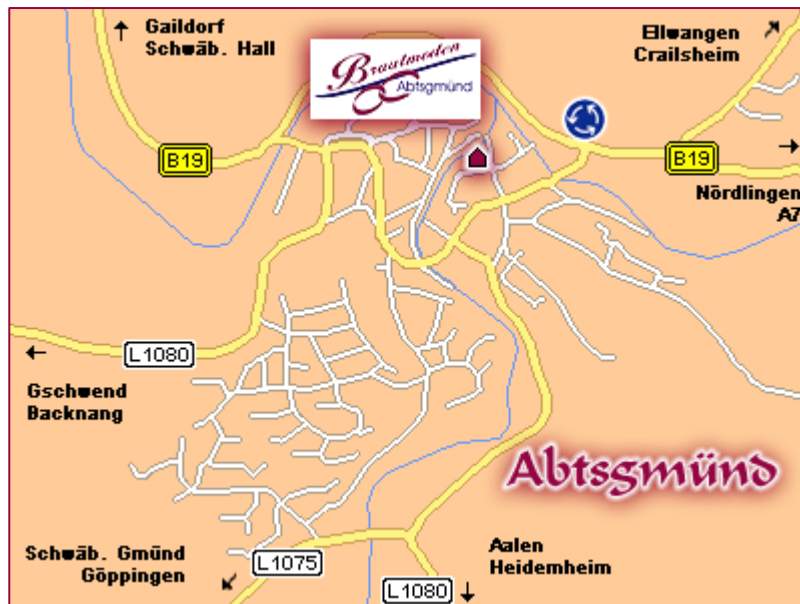 Gaildorf
Schwäb. Hall
Brautmoden
Abtsgmünd
Ellwangen
Crailsheim
B19
B19
Nördlingen
A7
L1080
Gschwend
Backnang
Abtsgmünd
Schwäb. Gmünd
Göppingen
L1075
Aalen
Heidemheim
L1080